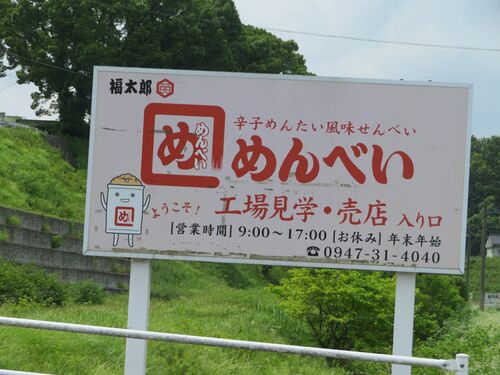 福太郎
め
めんべい
辛子めんたい風味せんべい
めんべい
め
ようこそ!
工場見学・売店 入り口
[営業時間] 9:00〜17:00 [お休み] 年末年始
☎0947-31-4040